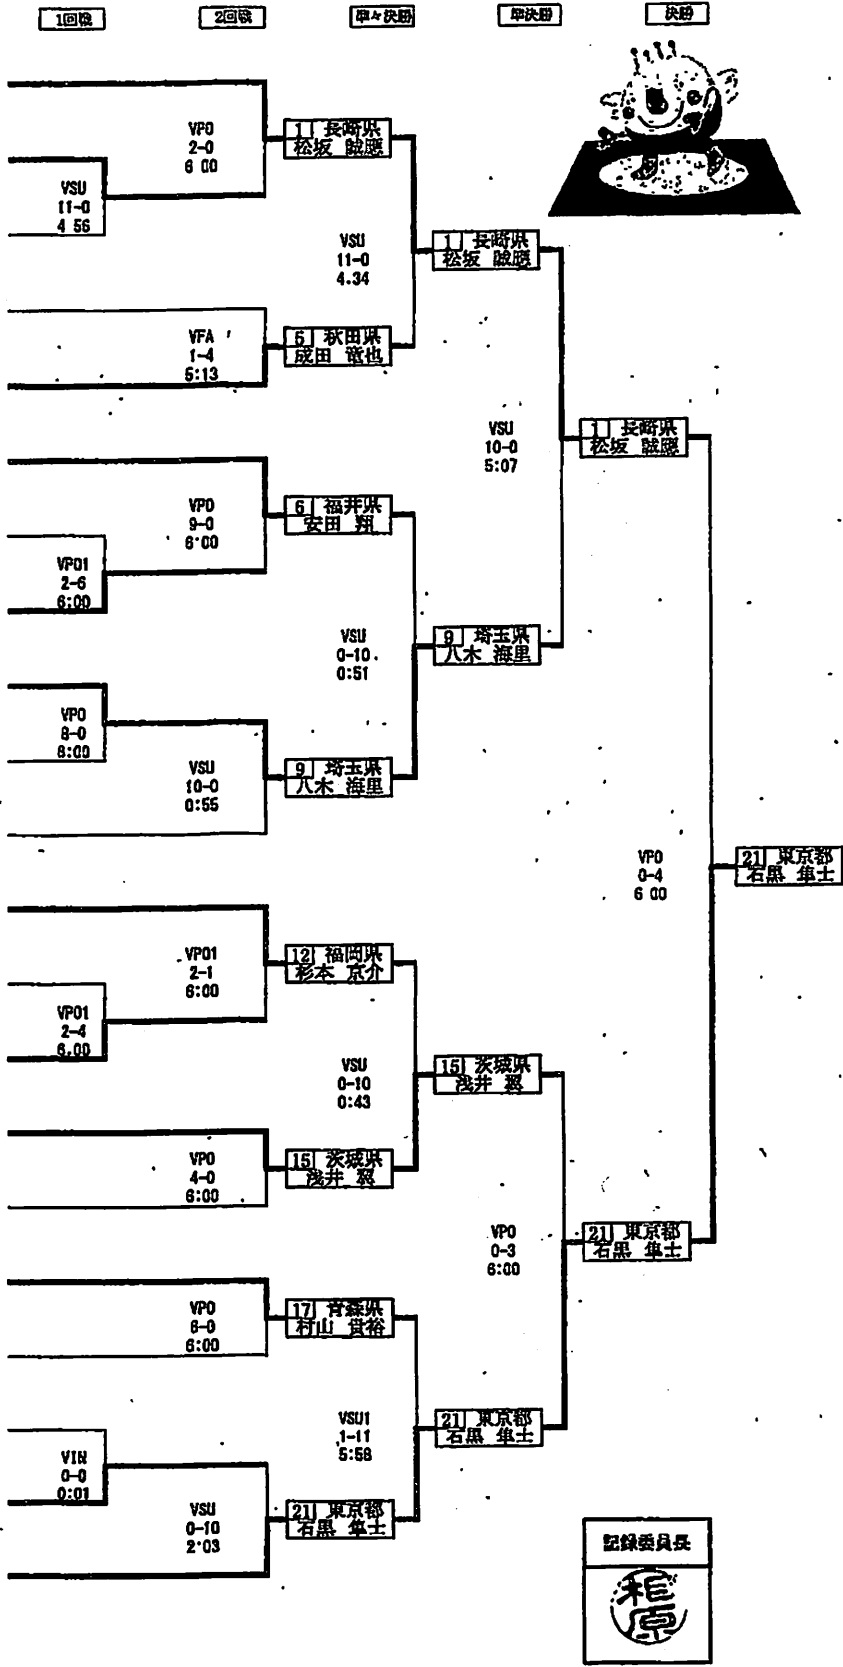 1回戦 2回戦 準々決勝 準決勝 決勝
VPO
2-0
6 00
1 長崎県
松坂 誠應
VSU
11-0
4 56
VSU
11-0
4.34
1 長崎県
松坂 誠應
VFA
1-4
5:13
5 秋田県
成田 竜也
VSU
10-0
5:07
1 長崎県
松坂 誠應
VPO
9-0
6:00
6 福井県
安田 翔
VPO1
2-6
6:00
VSU
0-10
0:51
9 埼玉県
八木 海里
VPO
8-0
6:00
VSU
10-0
0:55
9 埼玉県
八木 海里
VPO
0-4
6 00
21 東京都
石黒 隼士
VPO1
2-1
6:00
12 福岡県
杉本 京介
VPO1
2-4
6.00
VSU
0-10
0:43
15 茨城県
浅井 翼
VPO
4-0
6:00
15 茨城県
浅井 翼
VPO
0-3
6:00
21 東京都
石黒 隼士
VPO
6-0
6:00
17 青森県
村山 貴裕
VSU1
1-11
5:58
21 東京都
石黒 隼士
VIN
0-0
0:01
VSU
0-10
2:03
21 東京都
石黒 隼士
記録委員長